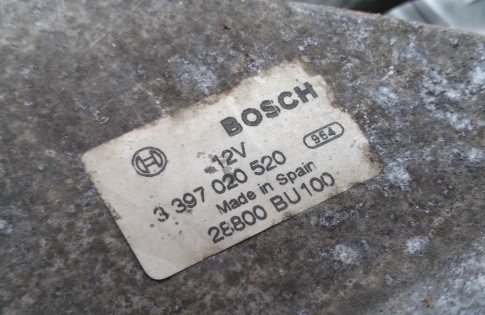 BOSCH
12V
964
3 397 020 520
Made in Spain
28800 BU100